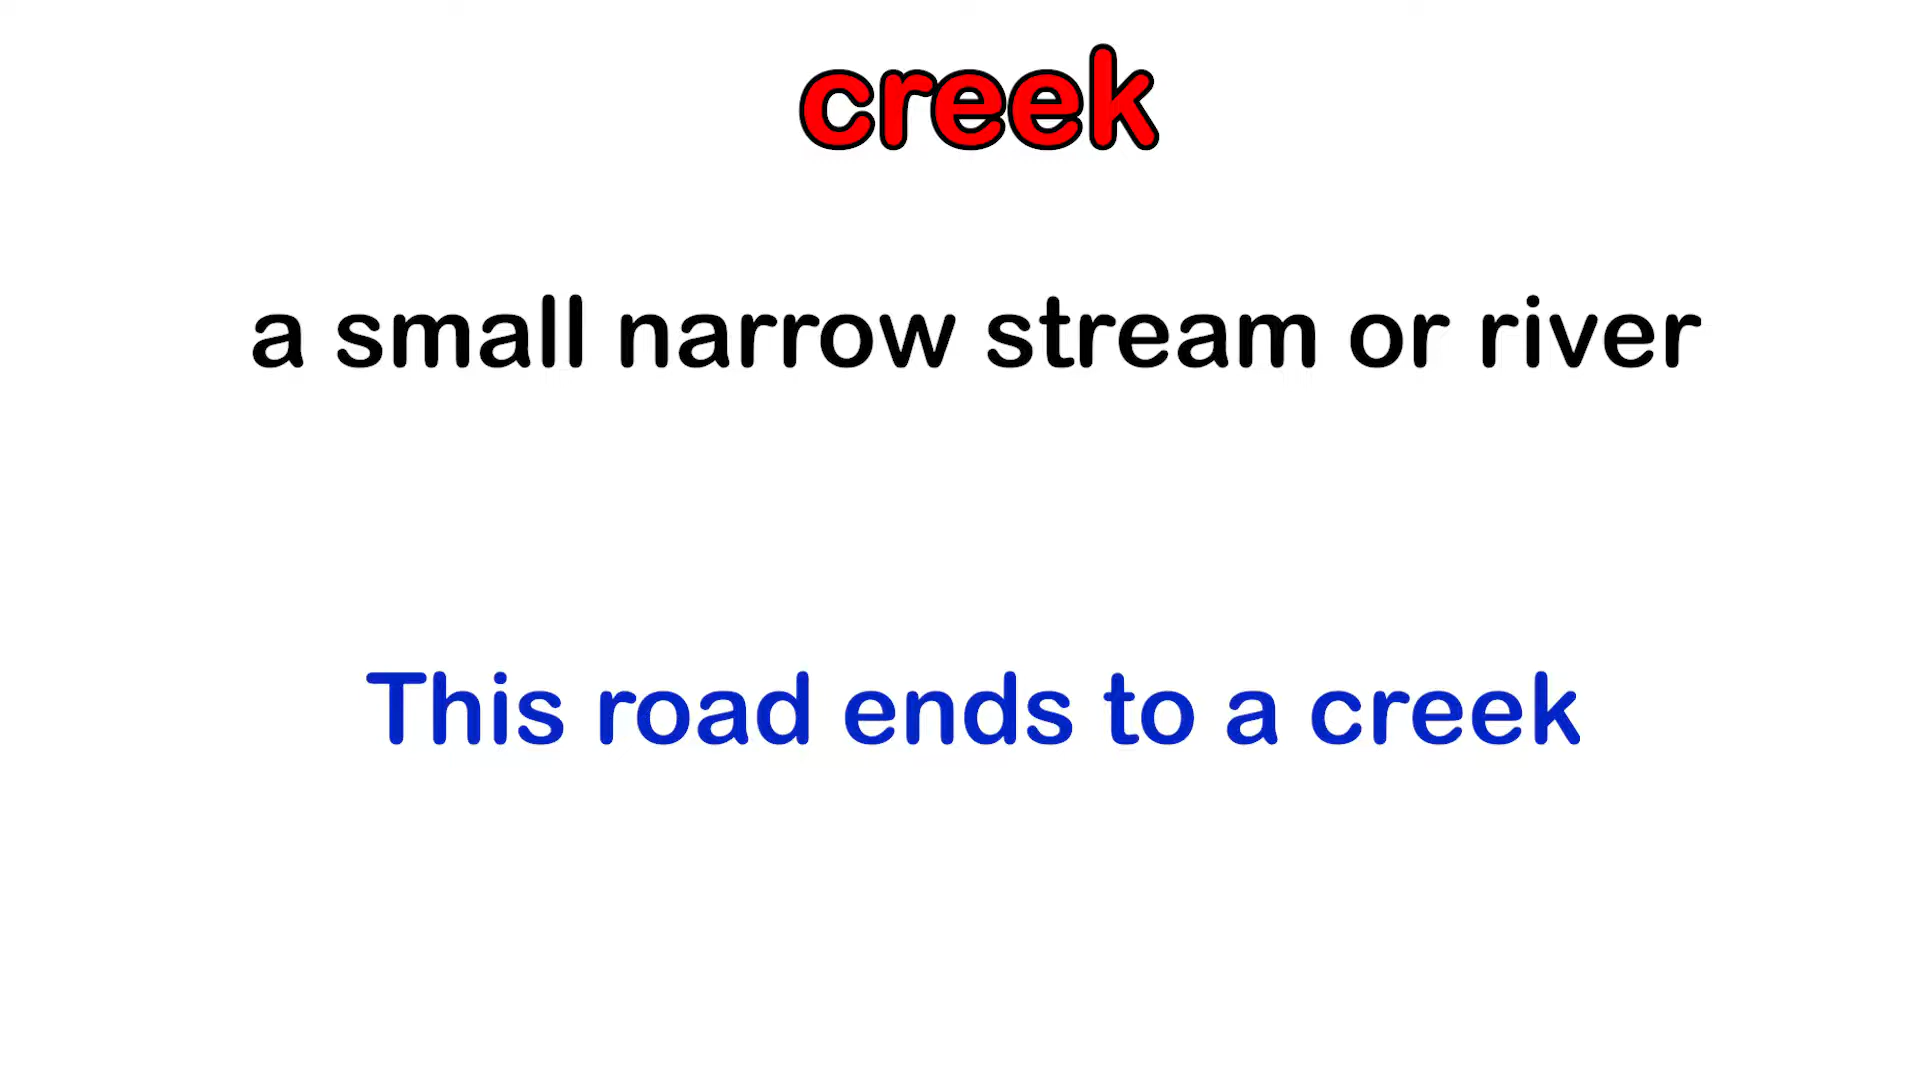 creek
a small narrow stream or river
This road ends to a creek